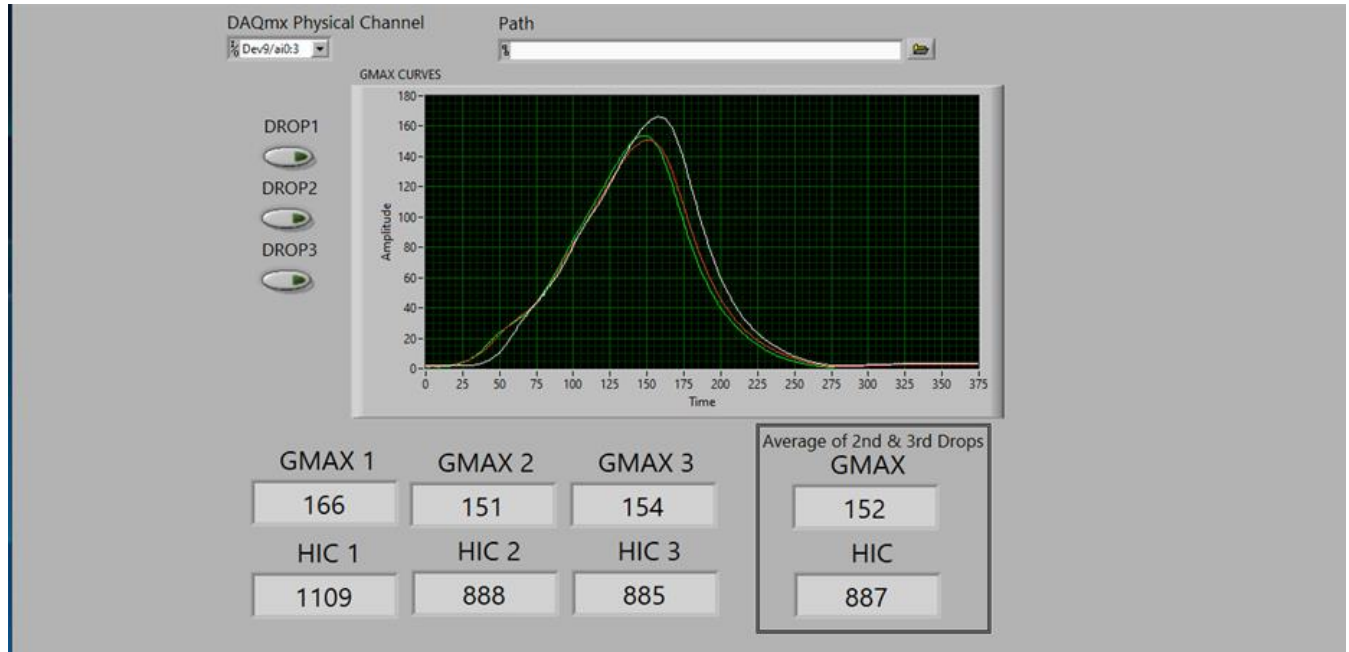 DAQmx Physical Channel
Path
Dev9/ai0:3
GMAX CURVES
DROP1
DROP2
DROP3
Amplitude
180
160
140
120
100
80
60
40
20
0
0 25 50 75 100 125 150 175 200 225 250 275 300 325 350 375
Time
GMAX 1
GMAX 2
GMAX 3
166
151
154
HIC 1
HIC 2
HIC 3
1109
888
885
Average of 2nd & 3rd Drops
GMAX
152
HIC
887